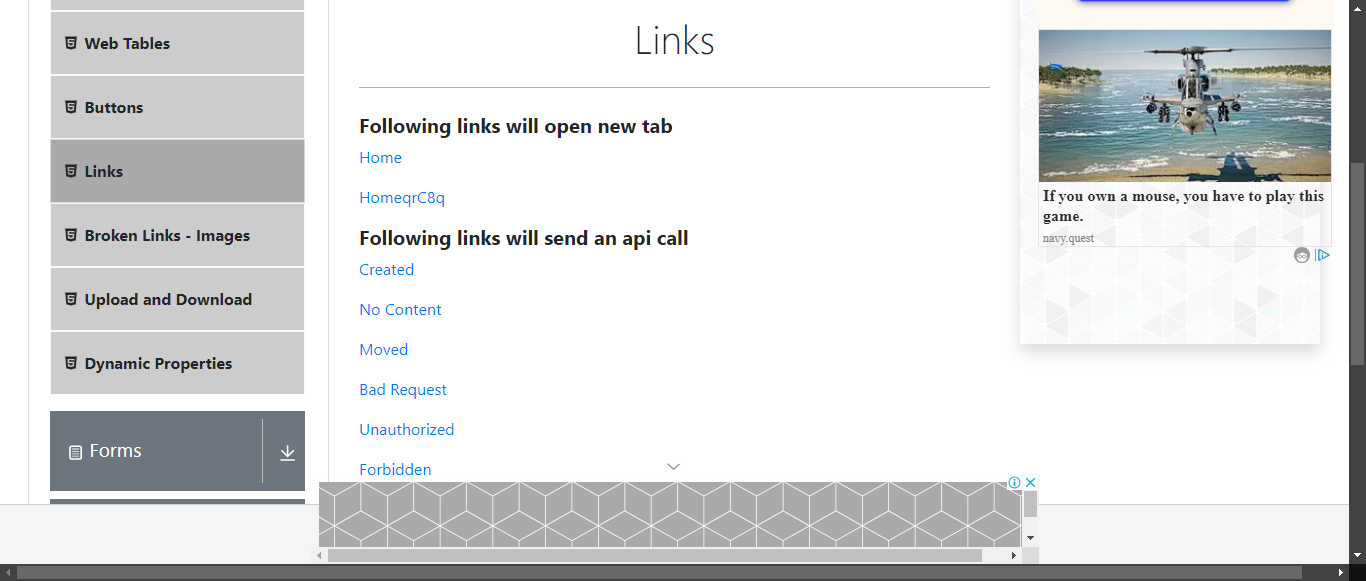 Web Tables
Buttons
Links
Broken Links - Images
Upload and Download
Dynamic Properties
Forms
Links
Following links will open new tab
Home
HomeqrC8q
Following links will send an api call
Created
No Content
Moved
Bad Request
Unauthorized
Forbidden
If you own a mouse, you have to play this
game.
navy.quest